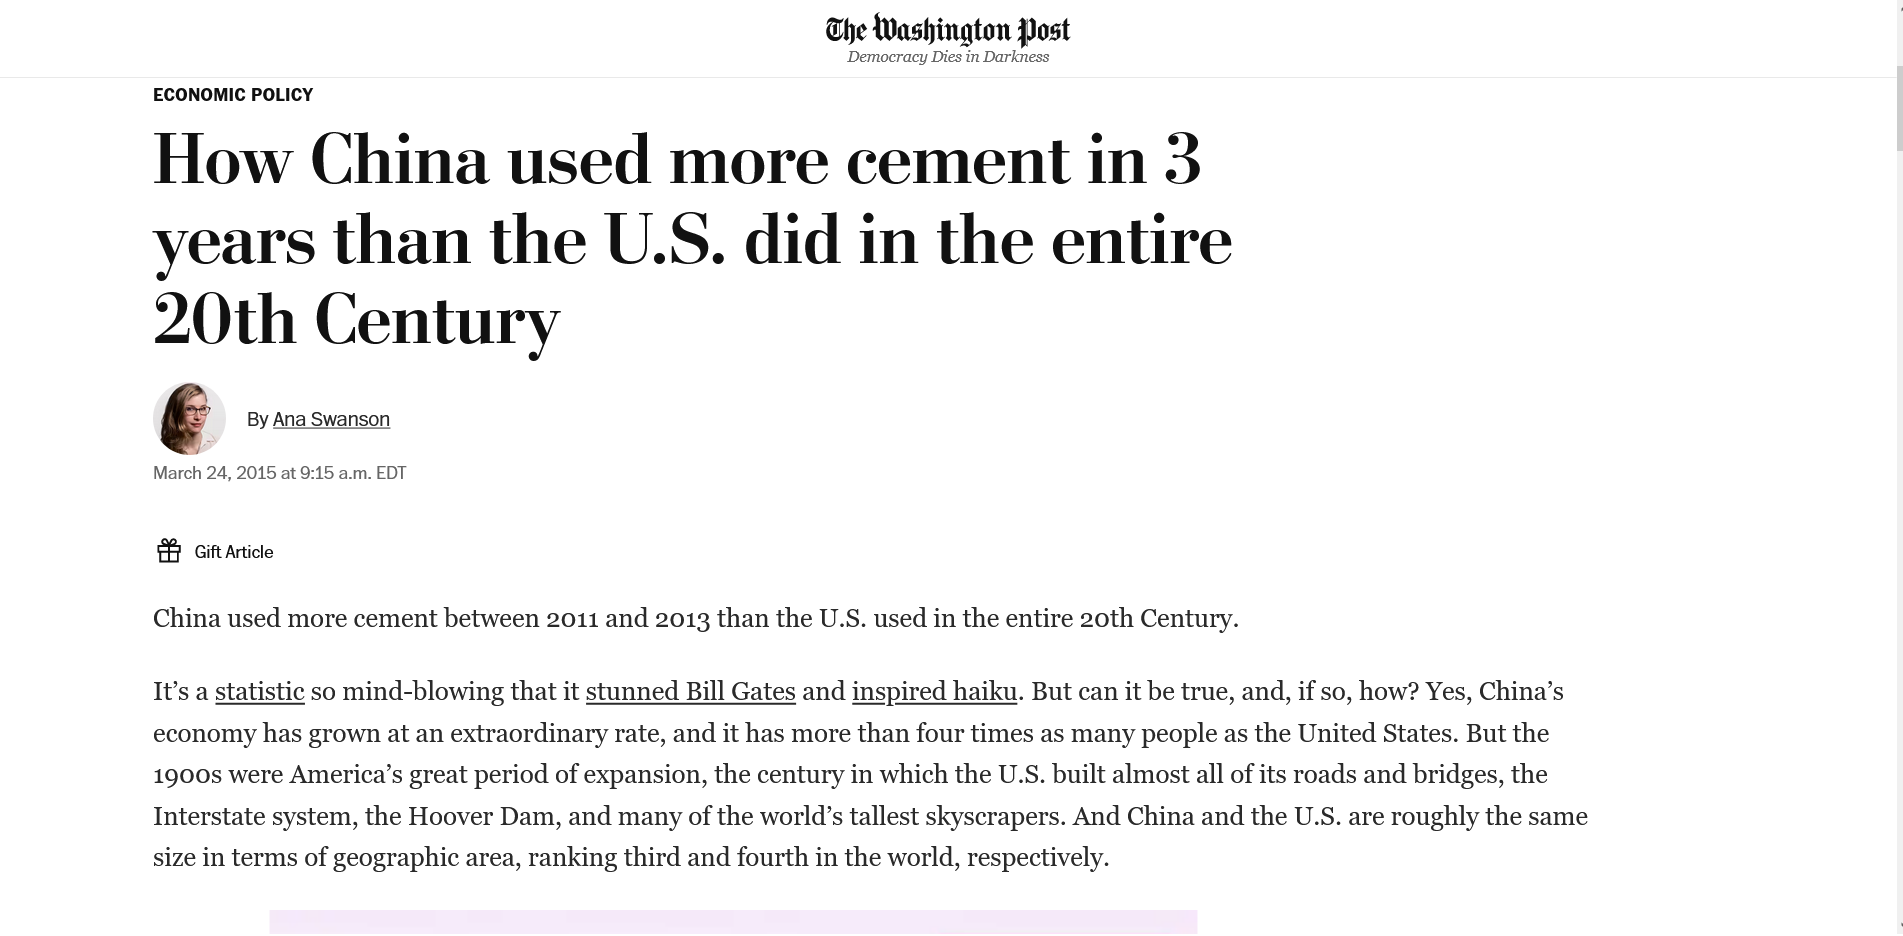 The Washington Post
Democracy Dies in Darkness
ECONOMIC POLICY
How China used more cement in 3
years than the U.S. did in the entire
20th Century
By Ana Swanson
March 24, 2015 at 9:15 a.m. EDT
Gift Article
China used more cement between 2011 and 2013 than the U.S. used in the entire 20th Century.
It’s a statistic so mind-blowing that it stunned Bill Gates and inspired haiku. But can it be true, and, if so, how? Yes, China’s
economy has grown at an extraordinary rate, and it has more than four times as many people as the United States. But the
1900s were America’s great period of expansion, the century in which the U.S. built almost all of its roads and bridges, the
Interstate system, the Hoover Dam, and many of the world’s tallest skyscrapers. And China and the U.S. are roughly the same
size in terms of geographic area, ranking third and fourth in the world, respectively.